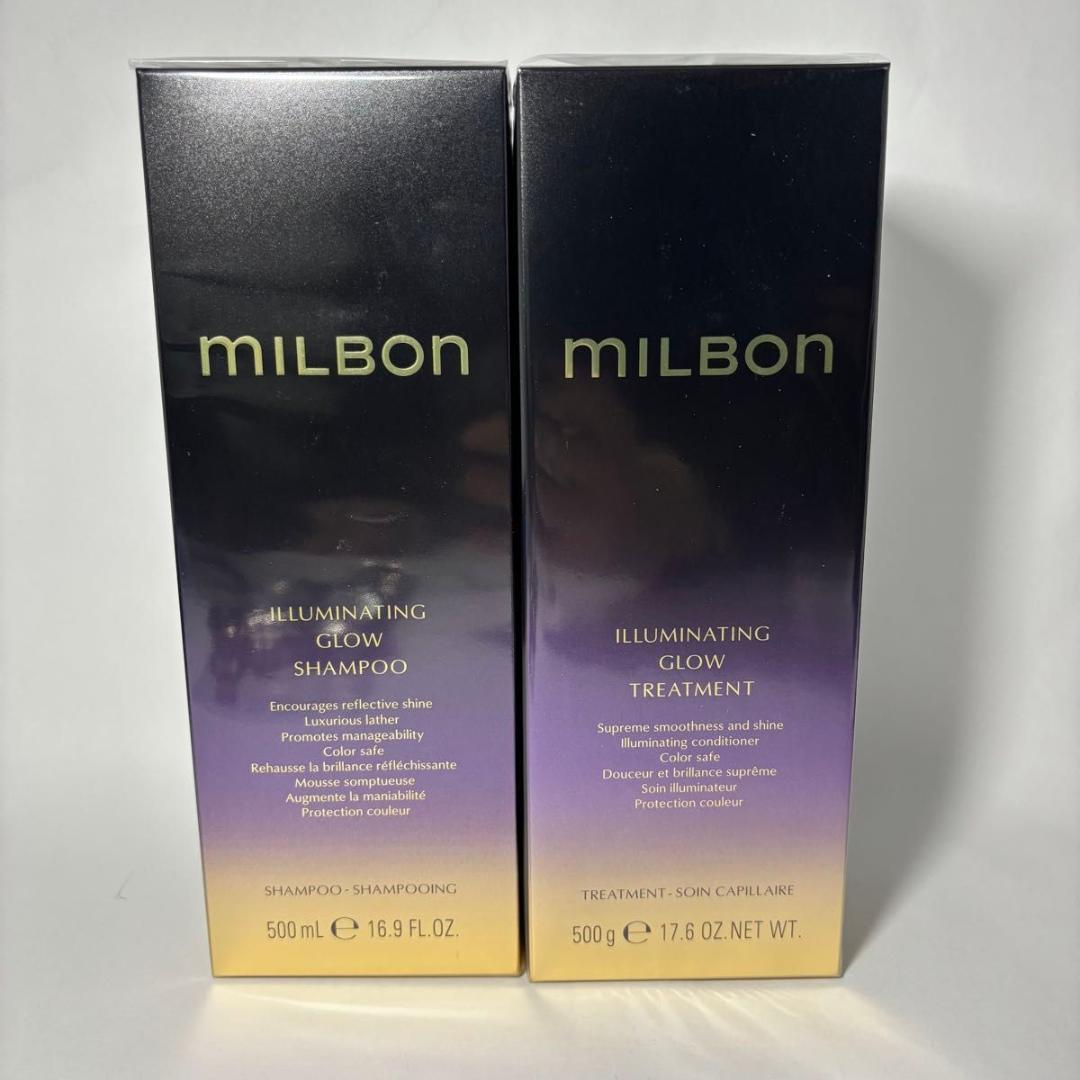 mILBOn
ILLUMINATING
GLOW
SHAMPOO
Encourages reflective shine
Luxurious lather
Promotes manageability
Color safe
Rehausse la brillance réfléchissante
Mousse somptueuse
Augmente la maniabilité
Protection couleur
SHAMPOO - SHAMPOOING
500 mL ℮ 16.9 FL.OZ.
mILBOn
ILLUMINATING
GLOW
TREATMENT
Supreme smoothness and shine
Illuminating conditioner
Color safe
Douceur et brillance suprême
Soin illuminateur
Protection couleur
TREATMENT - SOIN CAPILLAIRE
500 g ℮ 17.6 OZ.NET WT.